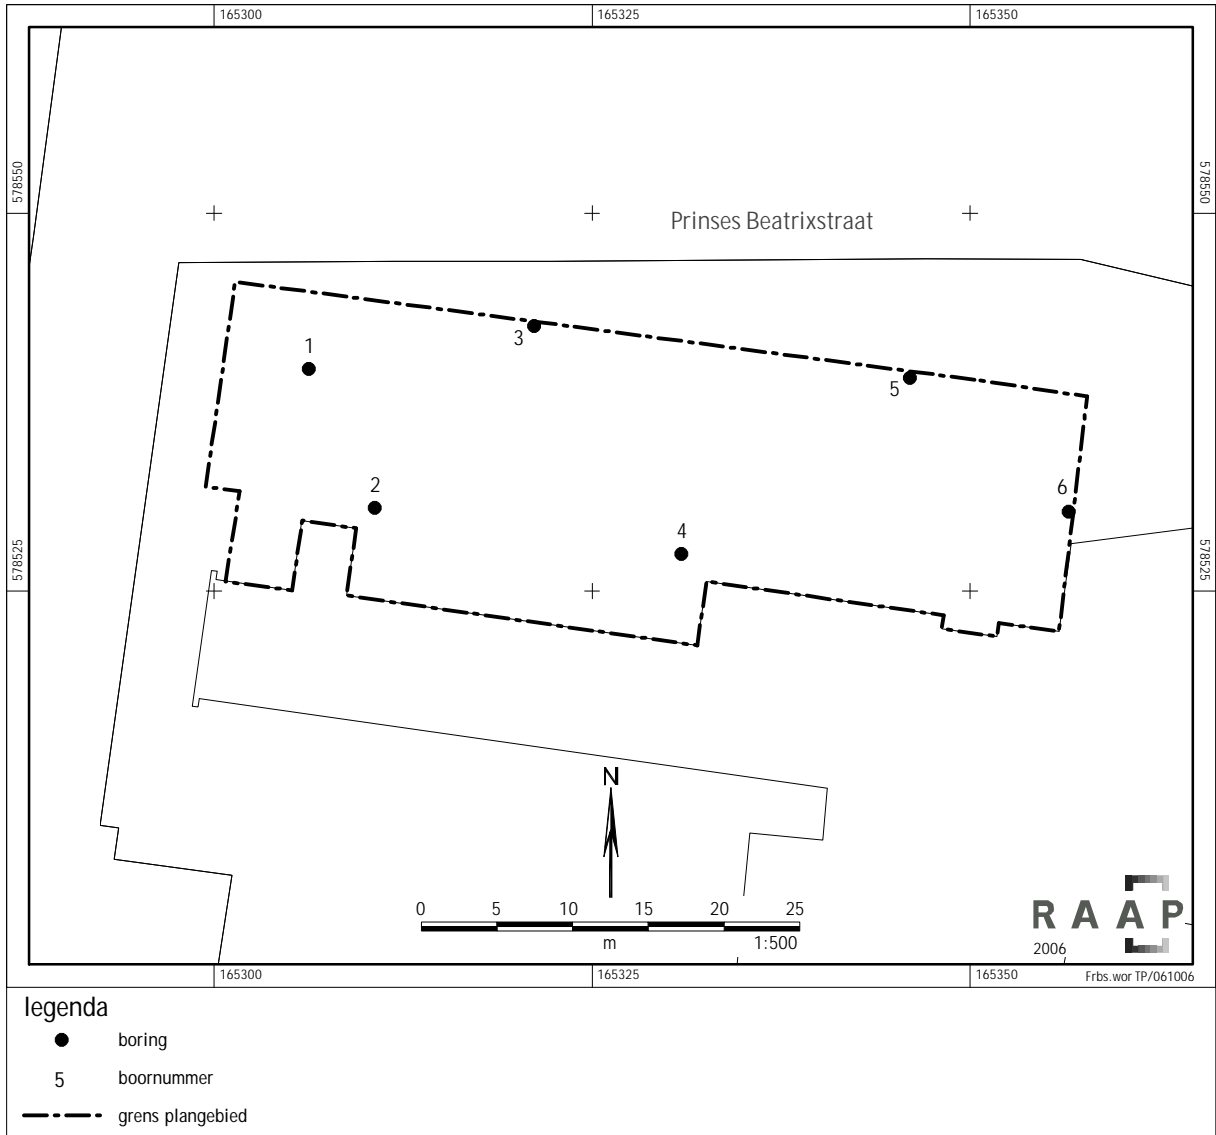 165300 165325 165350
578550 578550
Prinses Beatrixstraat
3
1
5
2
6
4
578525 578525
N
0 5 10 15 20 25
m 1:500
RAAP
2006
165300 165325 165350
Frbs.wor TP/061006
legenda
boring
5 boornummer
grens plangebied